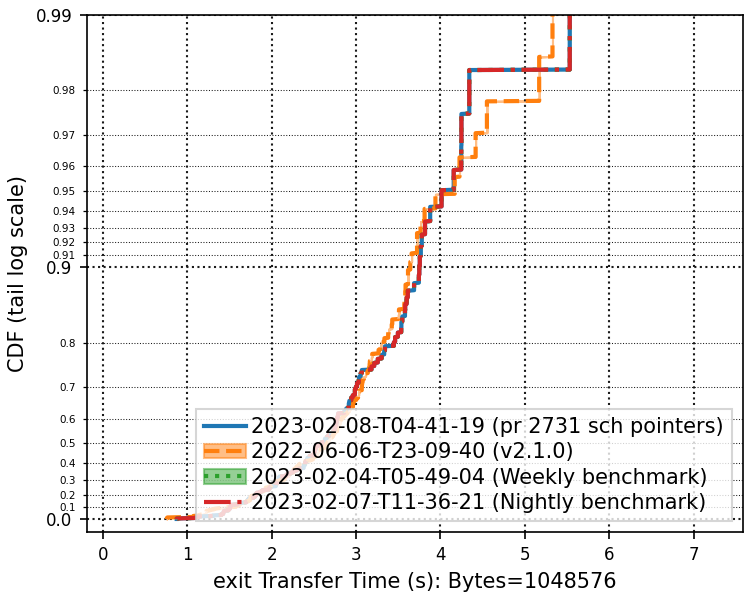 CDF (tail log scale)
0.99
0.98
0.97
0.96
0.95
0.94
0.93
0.92
0.91
0.9
0.8
0.7
0.6
0.5
0.4
0.3
0.2
0.1
0.0
2023-02-08-T04-41-19 (pr 2731 sch pointers)
2022-06-06-T23-09-40 (v2.1.0)
2023-02-04-T05-49-04 (Weekly benchmark)
2023-02-07-T11-36-21 (Nightly benchmark)
0 1 2 3 4 5 6 7
exit Transfer Time (s): Bytes=1048576